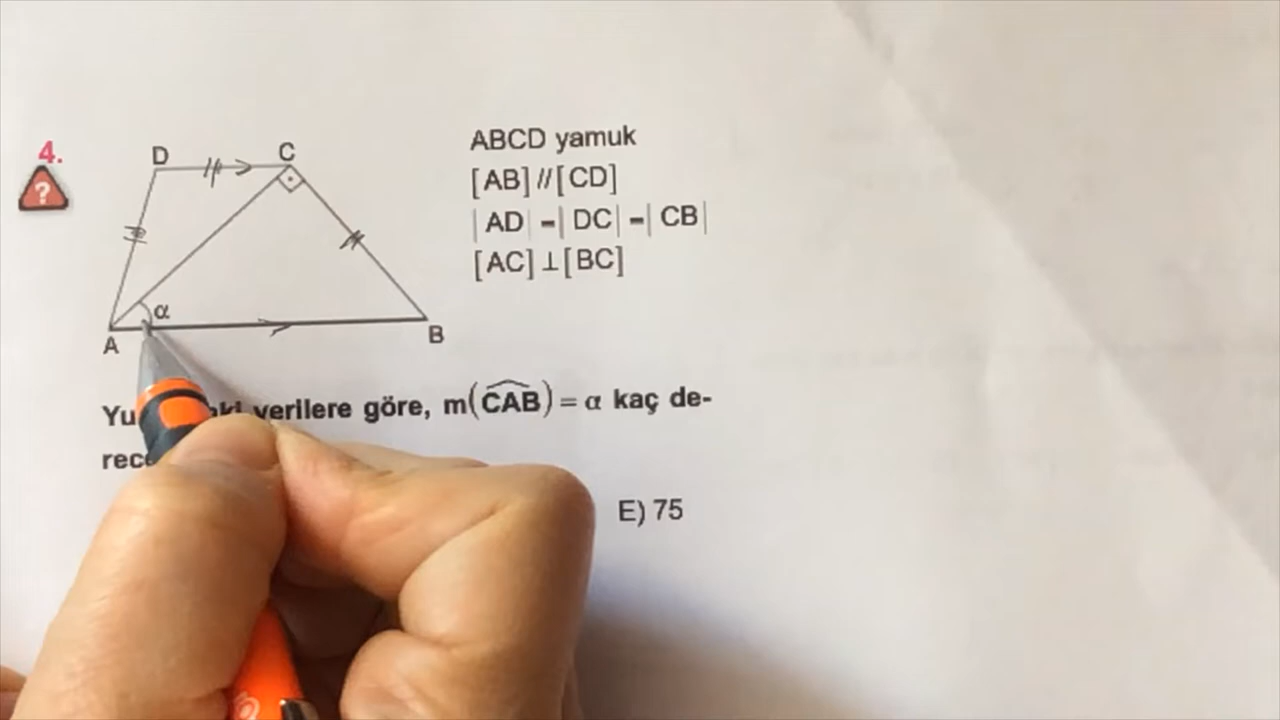 4.
?
D
C
α
A
B
ABCD yamuk
[AB]//[CD]
|AD|=|DC|=|CB|
[AC]⊥[BC]
verilere göre, m(CAB) = α kaç de-
E) 75